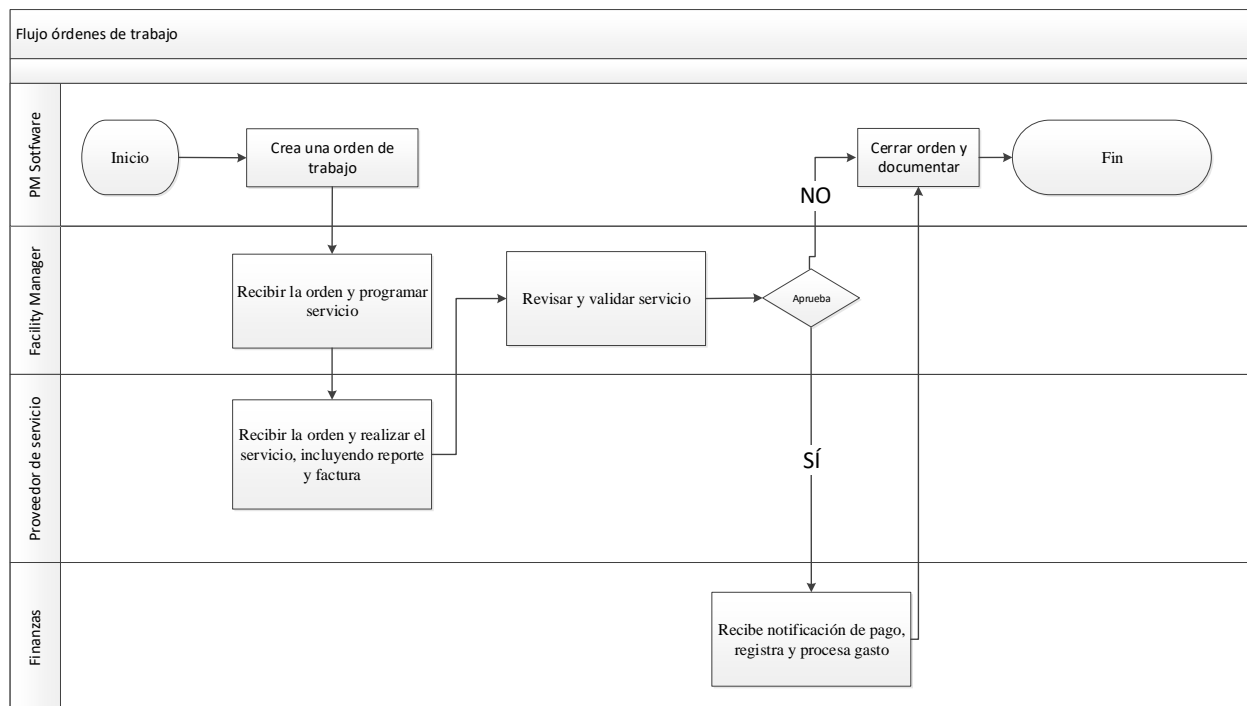 Flujo órdenes de trabajo
PM Sotfware
Inicio
Crea una orden de
trabajo
Cerrar orden y
documentar
Fin
NO
Facility Manager
Recibir la orden y programar
servicio
Revisar y validar servicio
Aprueba
Proveedor de servicio
Recibir la orden y realizar el
servicio, incluyendo reporte
y factura
SÍ
Finanzas
Recibe notificación de pago,
registra y procesa gasto